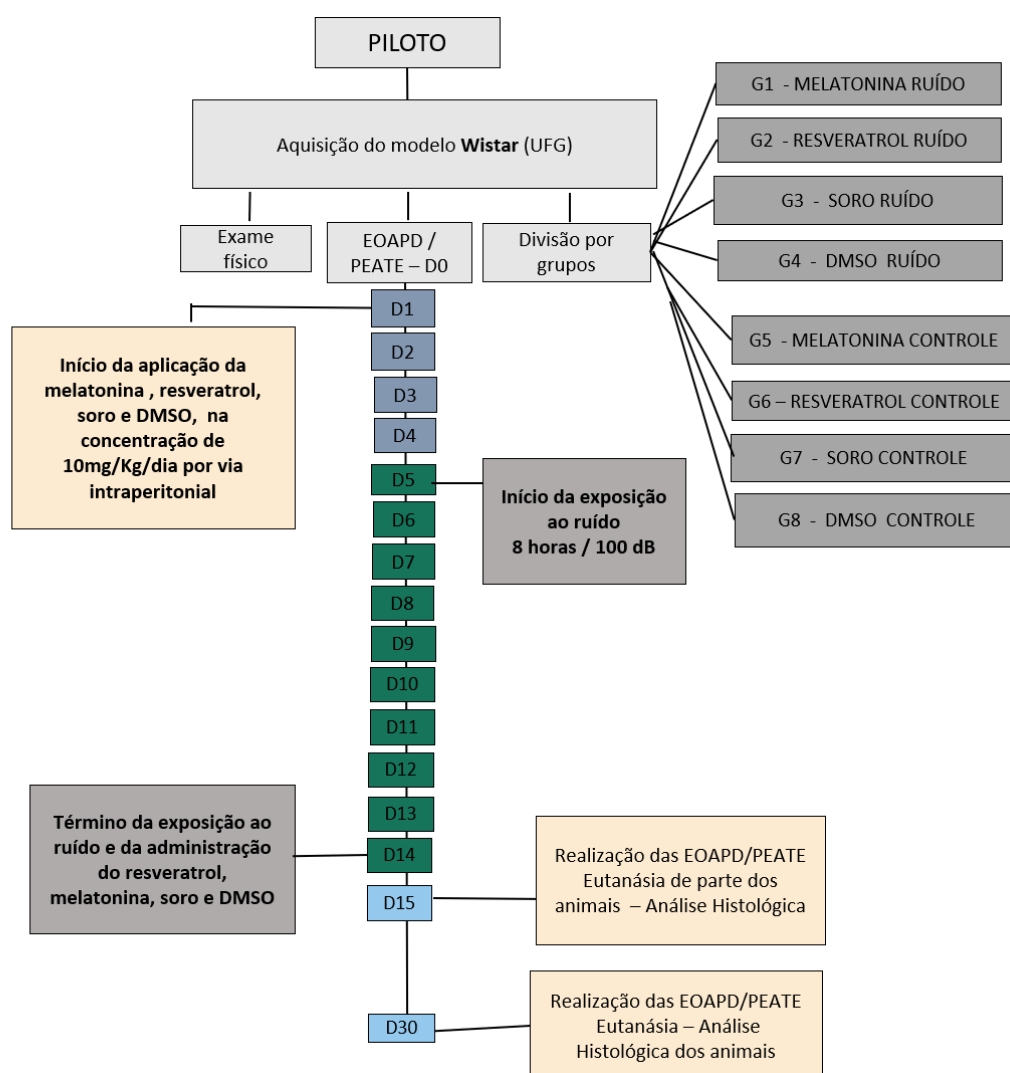 PILOTO
Aquisição do modelo Wistar (UFG)
Exame
físico
EOAPD /
PEATE – D0
Divisão por
grupos
G1 - MELATONINA RUÍDO
G2 - RESVERATROL RUÍDO
G3 - SORO RUÍDO
G4 - DMSO RUÍDO
G5 - MELATONINA CONTROLE
G6 – RESVERATROL CONTROLE
G7 - SORO CONTROLE
G8 - DMSO CONTROLE
D1
Início da aplicação da
melatonina , resveratrol,
soro e DMSO, na
concentração de
10mg/Kg/dia por via
intraperitonial
D2
D3
D4
D5
Início da exposição
ao ruído
8 horas / 100 dB
D6
D7
D8
D9
D10
D11
D12
D13
D14
Término da exposição ao
ruído e da administração
do resveratrol,
melatonina, soro e DMSO
D15
Realização das EOAPD/PEATE
Eutanásia de parte dos
animais – Análise Histológica
D30
Realização das EOAPD/PEATE
Eutanásia – Análise
Histológica dos animais